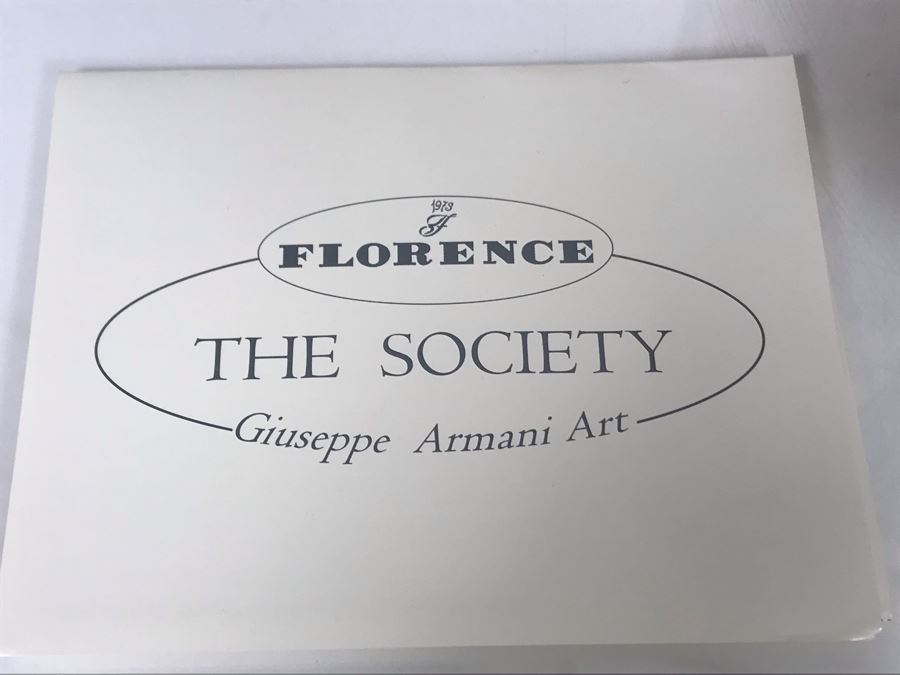 1973
F
FLORENCE
THE SOCIETY
Giuseppe Armani Art